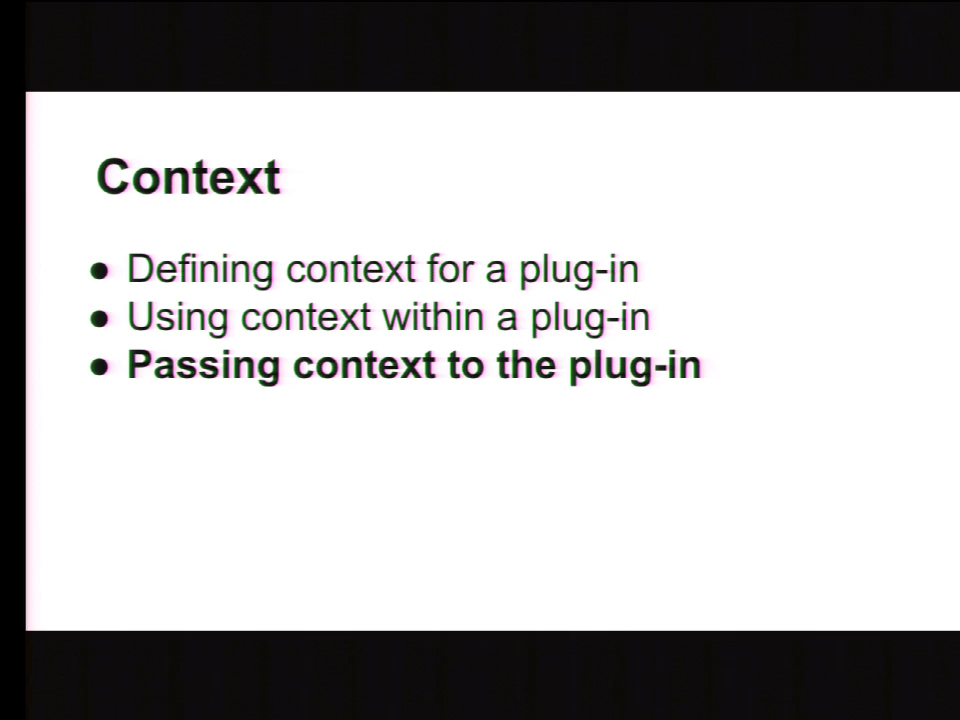 Context
● Defining context for a plug-in
● Using context within a plug-in
● Passing context to the plug-in